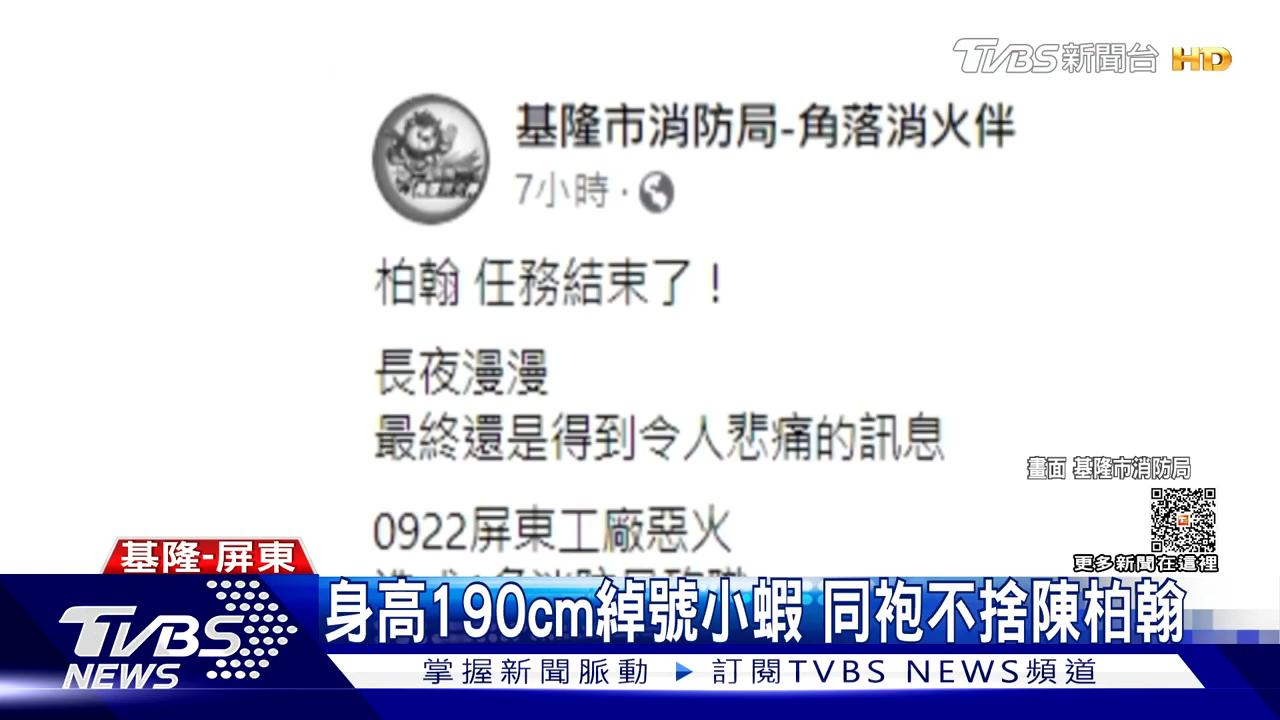 TVBS新聞台 HD
基隆市消防局-角落消火伴
7小時·
柏翰 任務結束了！
長夜漫漫
最終還是得到令人悲痛的訊息
0922屏東工廠惡火
畫面 基隆市消防局
更多新聞在這裡
基隆-屏東
身高190cm綽號小蝦 同袍不捨陳柏翰
TVBS NEWS
掌握新聞脈動 ▶ 訂閱TVBS NEWS頻道